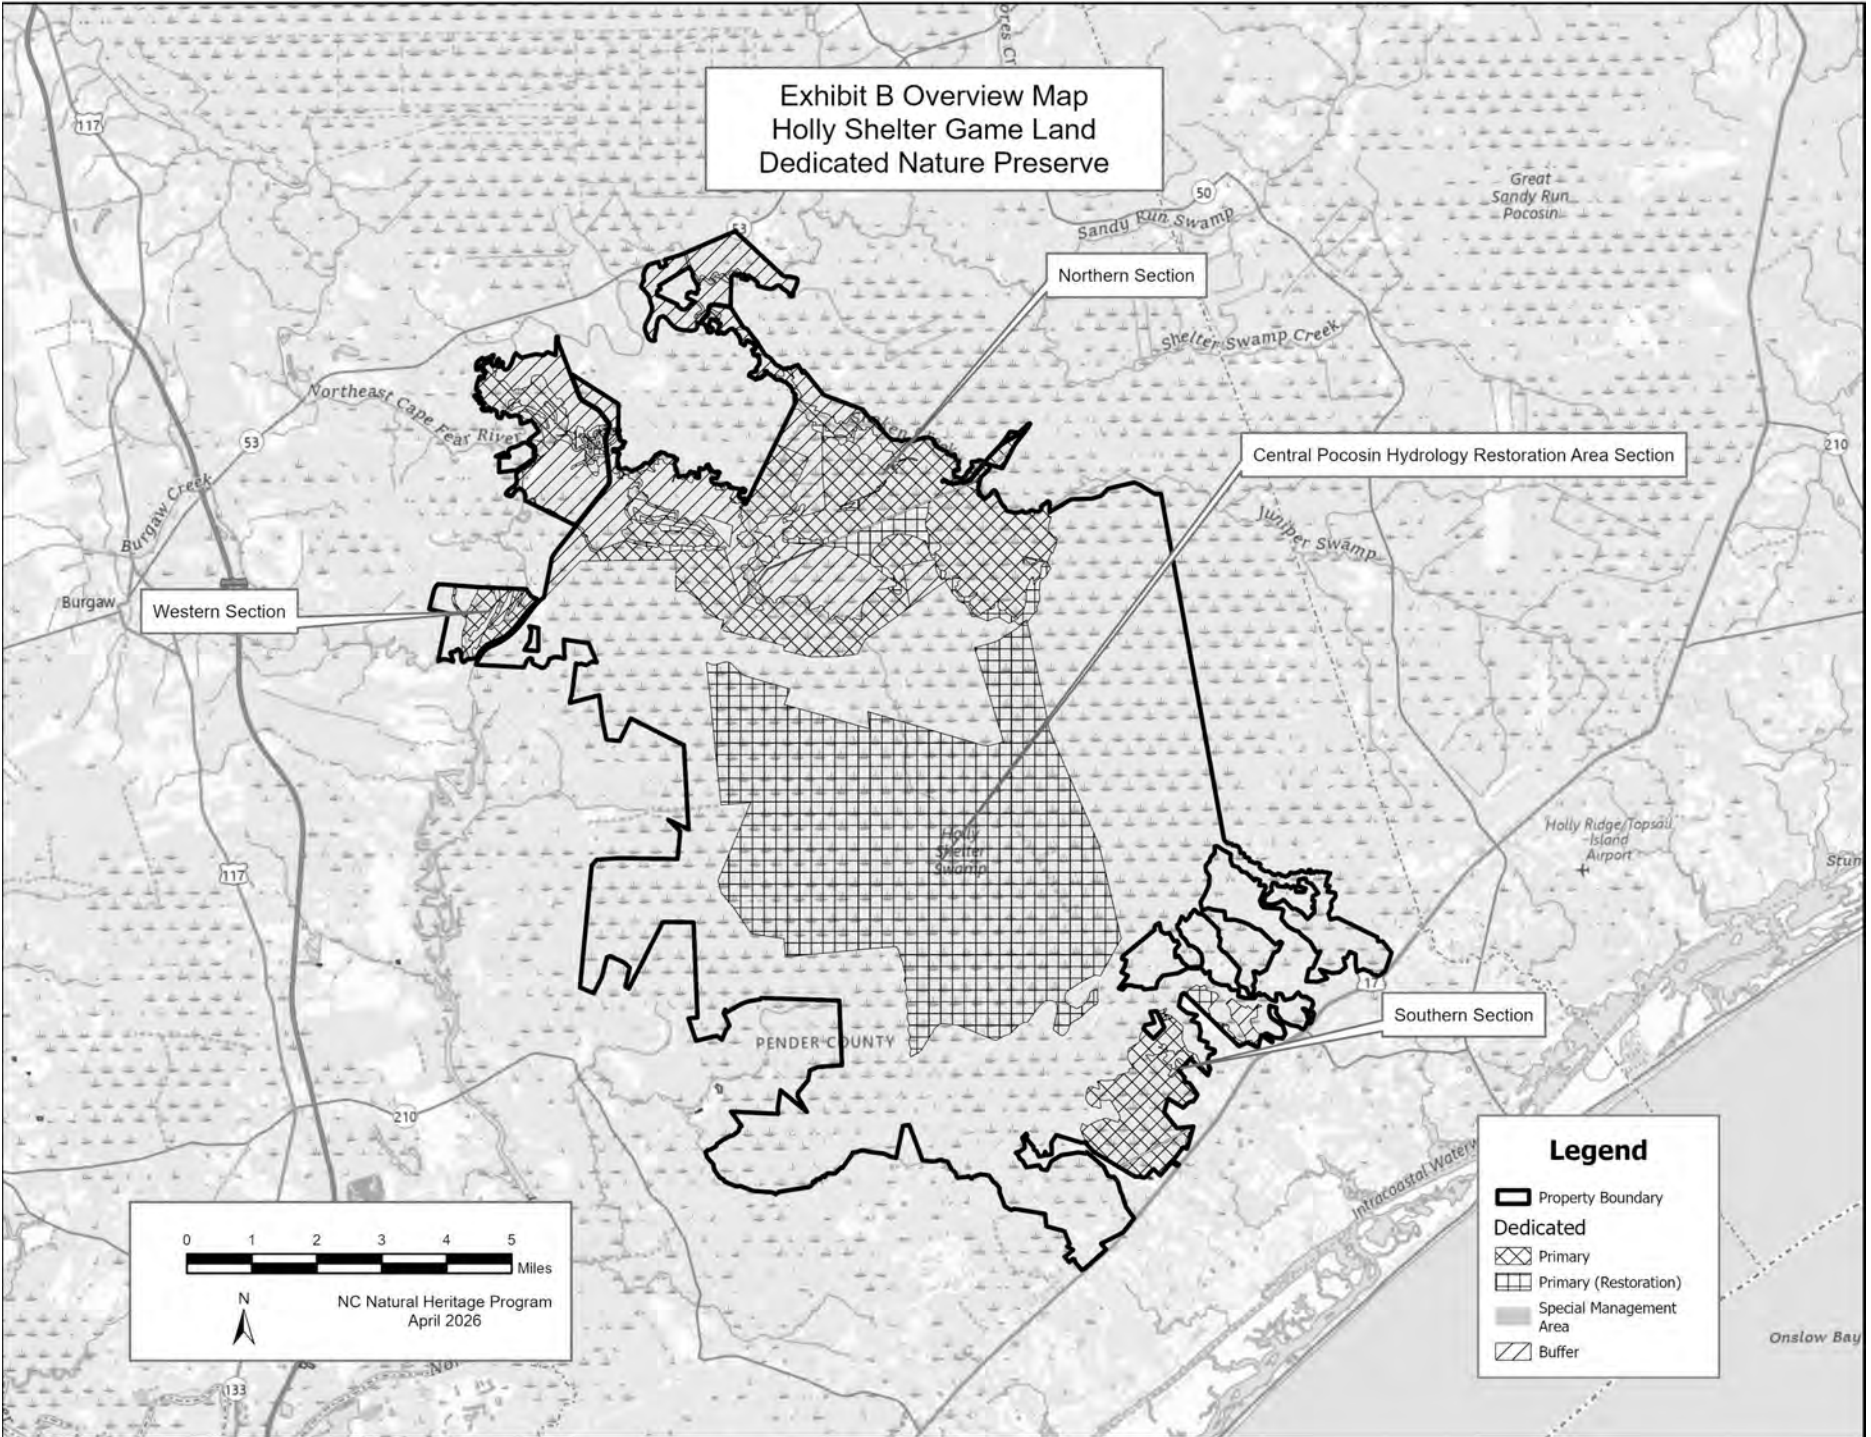 ores Cr
117
Exhibit B Overview Map
Holly Shelter Game Land
Dedicated Nature Preserve
50
Great
Sandy Run
Pocosin
Sandy Run Swamp
53
Northern Section
Shelter Swamp Creek
Northeast Cape Fear River
53
210
Central Pocosin Hydrology Restoration Area Section
Burgaw Creek
Juniper Swamp
Burgaw
Western Section
Holly
Shelter
Swamp
Holly Ridge/Topsail
Island
Airport
Stum
117
17
Southern Section
PENDER COUNTY
210
Intracoastal Waterw
Legend
Property Boundary
Dedicated
Primary
Primary (Restoration)
Special Management
Area
Buffer
0 1 2 3 4 5
Miles
N
NC Natural Heritage Program
April 2026
Onslow Bay
133